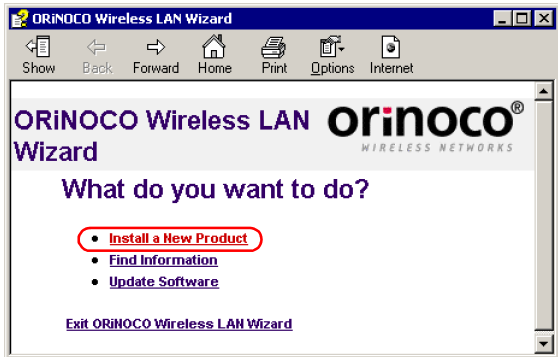 ORiNOCO Wireless LAN Wizard
Show Back Forward Home Print Options Internet
ORiNOCO Wireless LAN
Wizard
orinoco®
WIRELESS NETWORKS
What do you want to do?
• Install a New Product
• Find Information
• Update Software
Exit ORiNOCO Wireless LAN Wizard